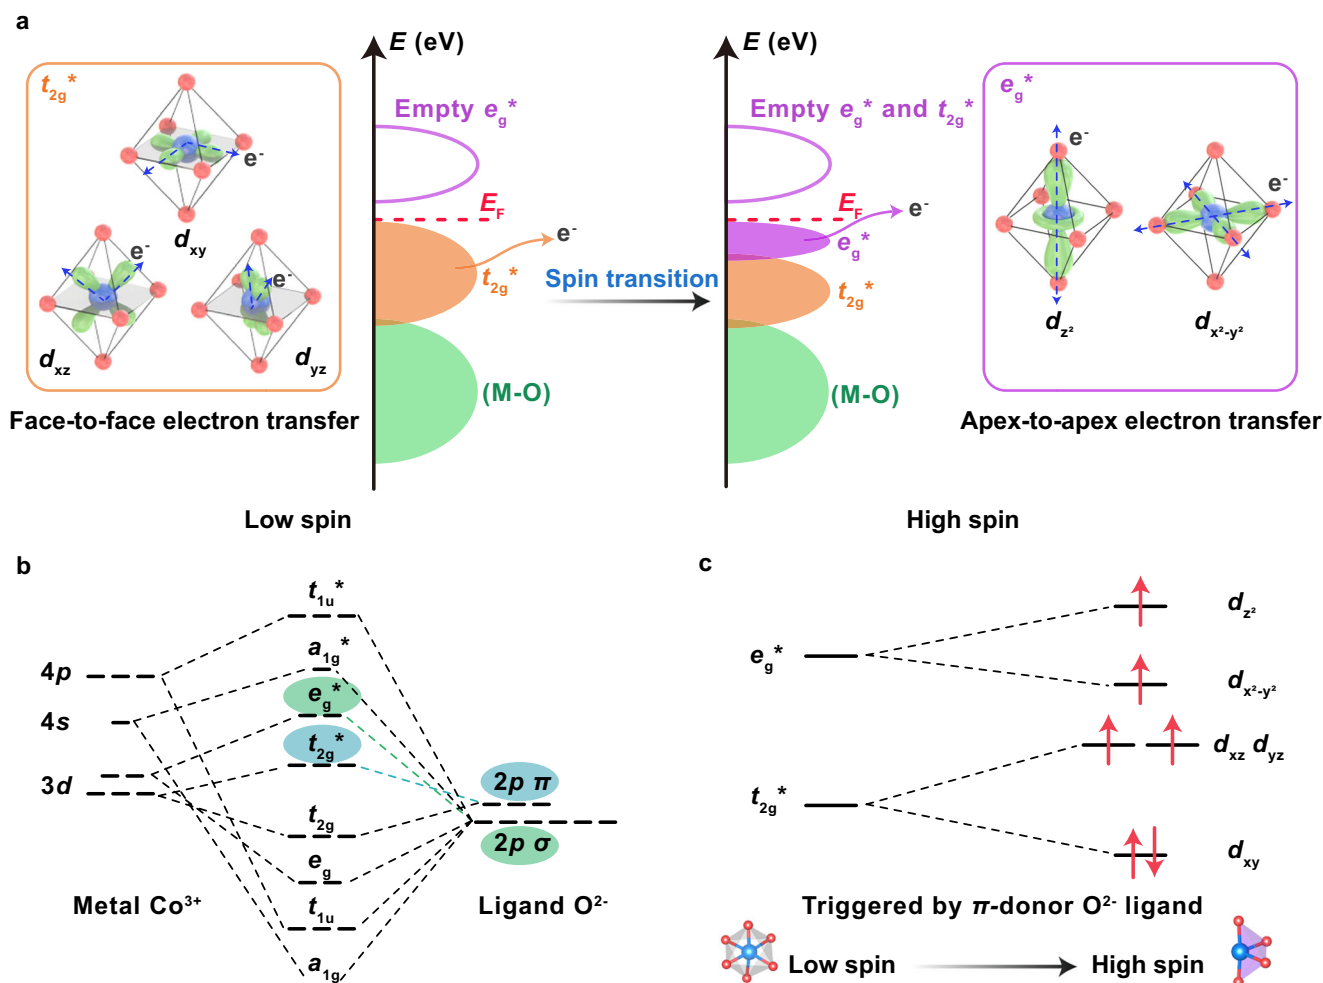 a
t2g*
e-
dxy
e-
dxz
e-
dyz
Face-to-face electron transfer
E (eV)
Empty eg*
EF
e-
t2g*
(M-O)
Low spin
Spin transition
E (eV)
Empty eg* and t2g*
EF
e-
eg*
t2g*
(M-O)
High spin
eg*
e-
dz²
e-
dx²-y²
Apex-to-apex electron transfer
b
t1u*
a1g*
eg*
t2g*
t2g
eg
t1u
a1g
4p
4s
3d
2p π
2p σ
Metal Co³⁺
Ligand O²⁻
c
eg*
t2g*
dz²
dx²-y²
dxz dyz
dxy
Triggered by π-donor O²⁻ ligand
Low spin
High spin